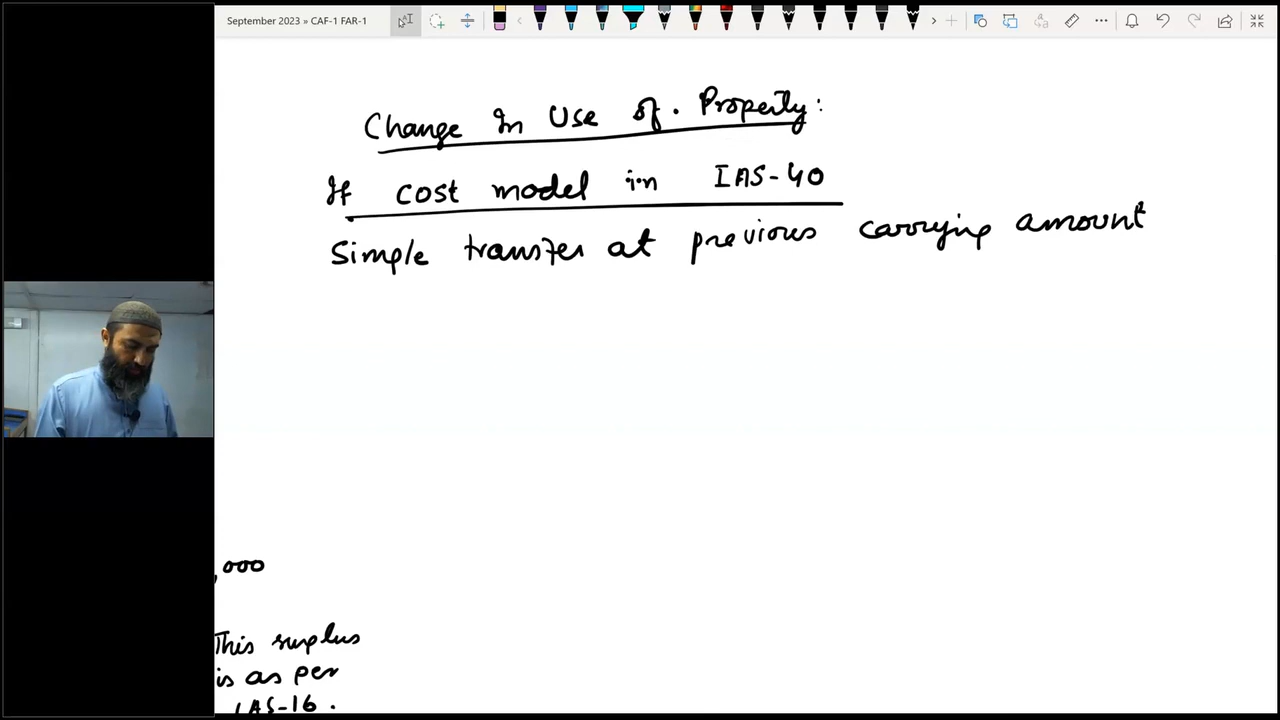 September 2023 » CAF-1 FAR-1
Change In Use of . Property :
If cost model in IAS-40
Simple transfer at previous carrying amount
,000
This surplus
is as per
IAS-16 .